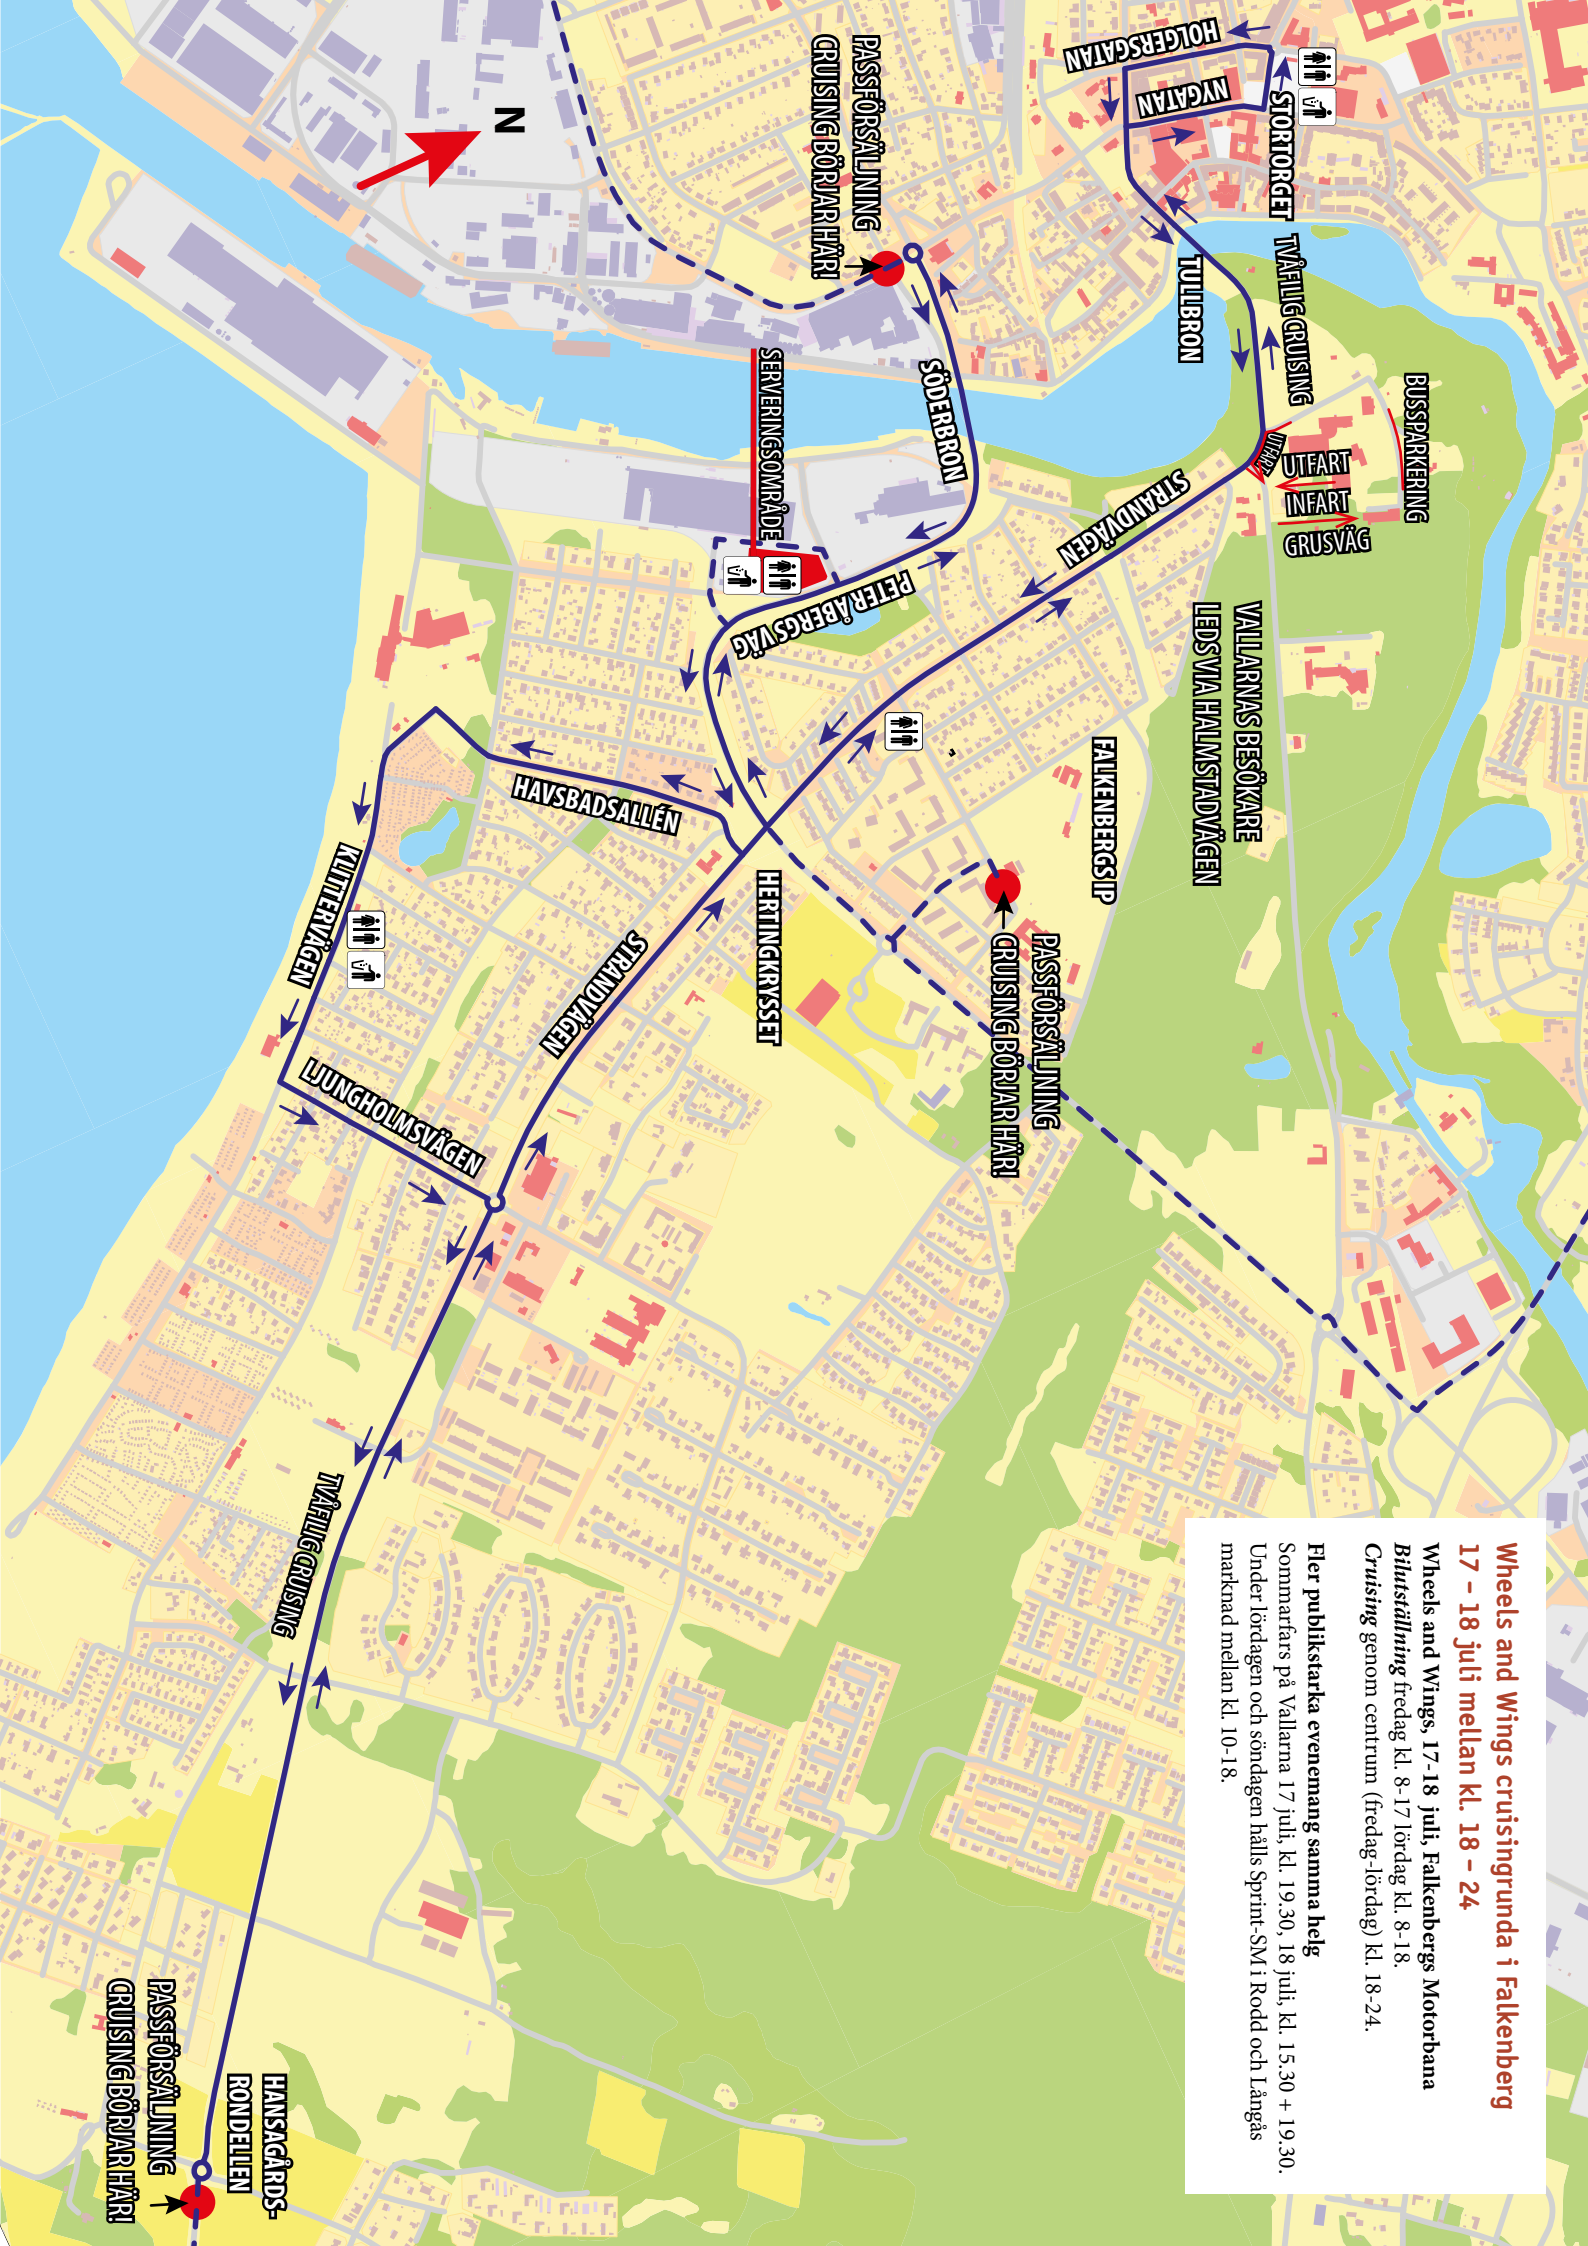 Wheels and Wings cruisingrunda i Falkenberg
17 – 18 juli mellan kl. 18 – 24
Wheels and Wings, 17-18 juli, Falkenbergs Motorbana
Bilutställning fredag kl. 8-17 lördag kl. 8-18.
Cruising genom centrum (fredag-lördag) kl. 18-24.
Fler publikstarka evenemang samma helg
Sommarfars på Vallarna 17 juli, kl. 19.30, 18 juli; kl. 15.30 + 19.30.
Under lördagen och söndagen hålls Sprint-SM i Rodd och Långås
marknad mellan kl. 10-18.
HOLGERSGATAN
NYGATAN
STORTORGET
TVÅFILIG CRUISING
TULLBRON
BUSSPARKERING
UTFART
UTFART
INFART
GRUSVÄG
VALLARNAS BESÖKARE
LEDS VIA HALMSTADVÄGEN
PASSFÖRSÄLJNING
CRUISING BÖRJAR HÄR!
N
SÖDERBRON
SERVERINGSOMRÅDE
STRANDVÄGEN
PETER ÅBERGS VÄG
FALKENBERGS IP
PASSFÖRSÄLJNING
CRUISING BÖRJAR HÄR!
HERTINGKRYSSET
HAVSBADSALLÉN
KLITTERVÄGEN
STRANDVÄGEN
LJUNGHOLMSVÄGEN
TVÅFILIG CRUISING
HANSAGÅRDS-
RONDELLEN
PASSFÖRSÄLJNING
CRUISING BÖRJAR HÄR!